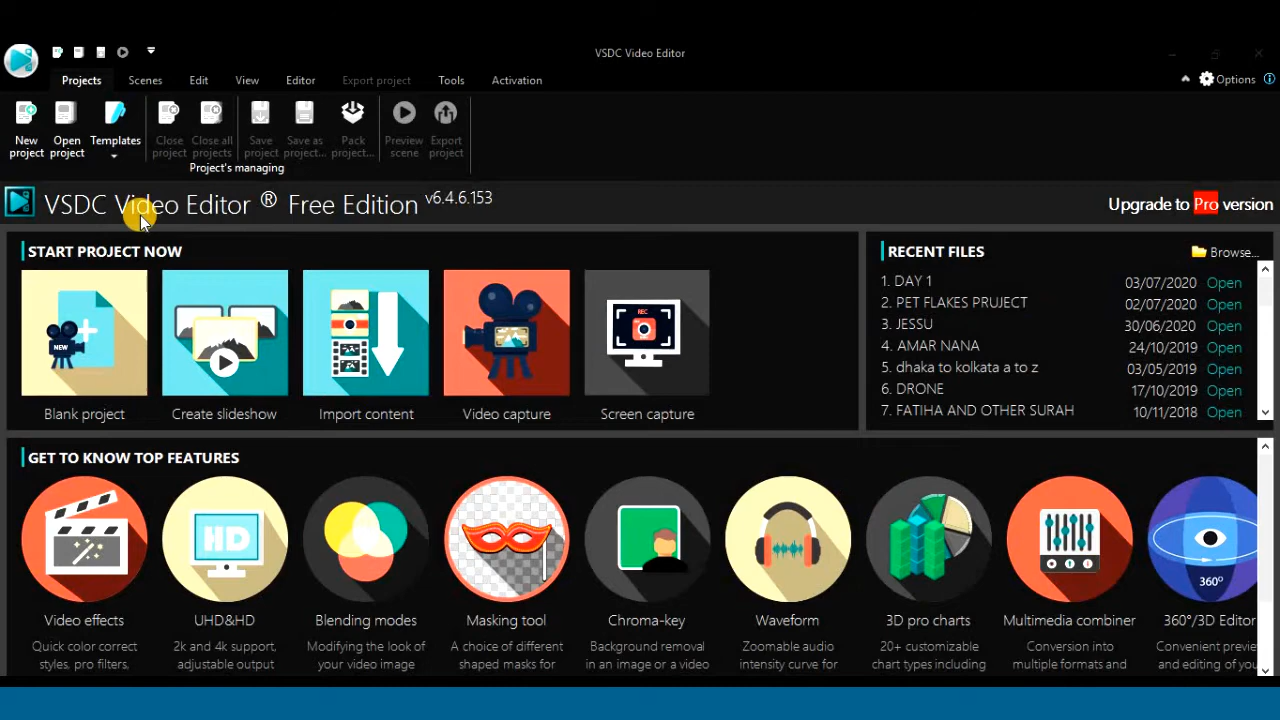 VSDC Video Editor
Projects Scenes Edit View Editor Export project Tools Activation Options
New project
Open project
Templates
Close project
Close all projects
Save project
Save as project...
Pack project...
Preview scene
Export project
Project's managing
VSDC Video Editor ® Free Edition v6.4.6.153
Upgrade to Pro version
START PROJECT NOW
NEW
REC
Blank project
Create slideshow
Import content
Video capture
Screen capture
RECENT FILES
Browse...
1. DAY 1 03/07/2020 Open
2. PET FLAKES PRUJECT 02/07/2020 Open
3. JESSU 30/06/2020 Open
4. AMAR NANA 24/10/2019 Open
5. dhaka to kolkata a to z 03/05/2019 Open
6. DRONE 17/10/2019 Open
7. FATIHA AND OTHER SURAH 10/11/2018 Open
GET TO KNOW TOP FEATURES
HD
360°
Video effects
Quick color correct
styles, pro filters,
UHD&HD
2k and 4k support,
adjustable output
Blending modes
Modifying the look of
your video image
Masking tool
A choice of different
shaped masks for
Chroma-key
Background removal
in an image or a video
Waveform
Zoomable audio
intensity curve for
3D pro charts
20+ customizable
chart types including
Multimedia combiner
Conversion into
multiple formats and
360°/3D Editor
Convenient previe
and editing of you